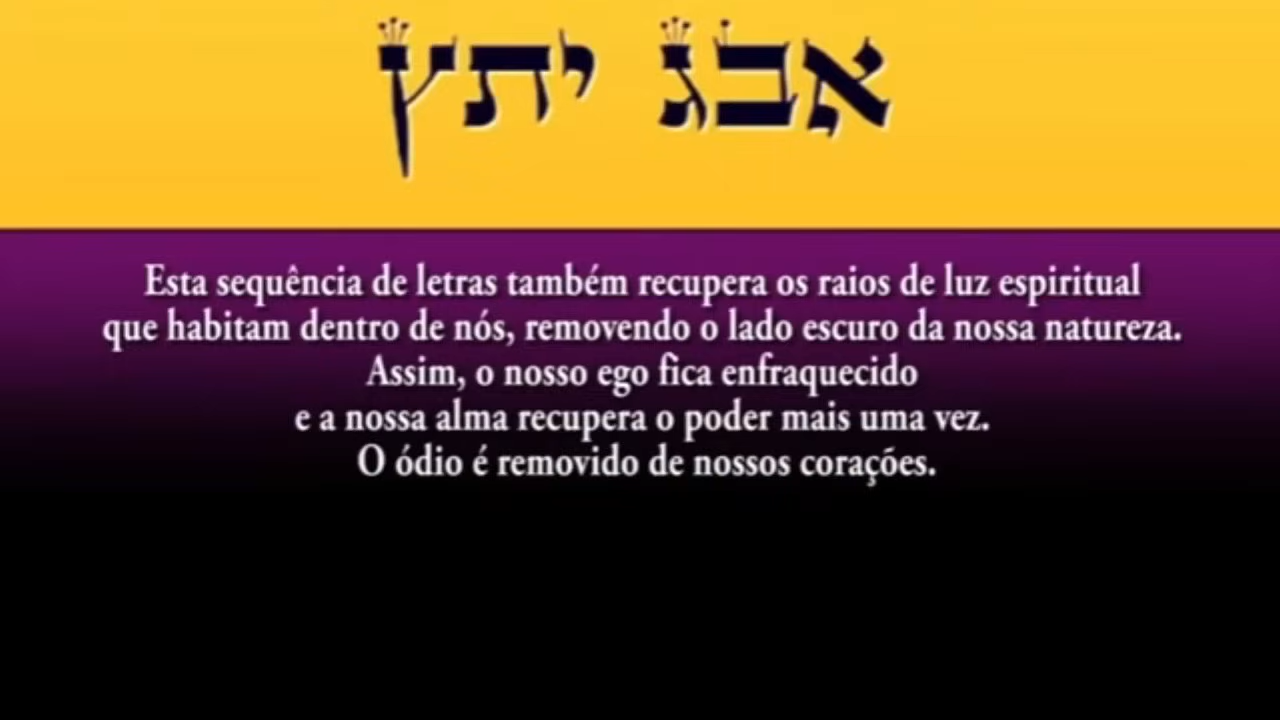 אבג יתץ
Esta sequência de letras também recupera os raios de luz espiritual
que habitam dentro de nós, removendo o lado escuro da nossa natureza.
Assim, o nosso ego fica enfraquecido
e a nossa alma recupera o poder mais uma vez.
O ódio é removido de nossos corações.